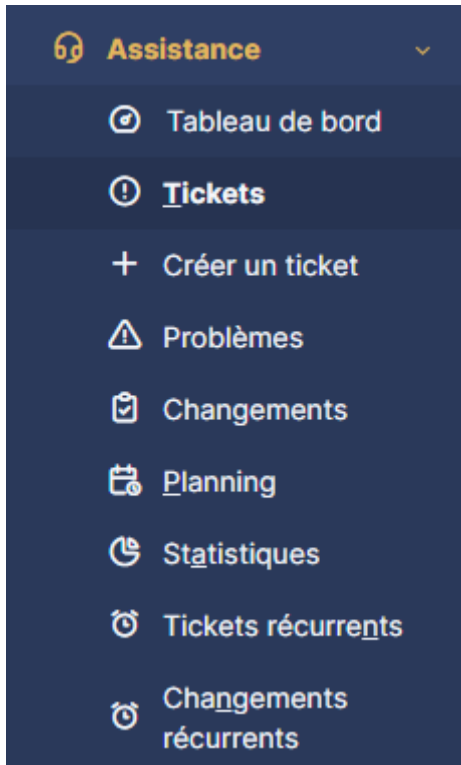 Assistance
Tableau de bord
Tickets
Créer un ticket
Problèmes
Changements
Planning
Statistiques
Tickets récurrents
Changements
récurrents